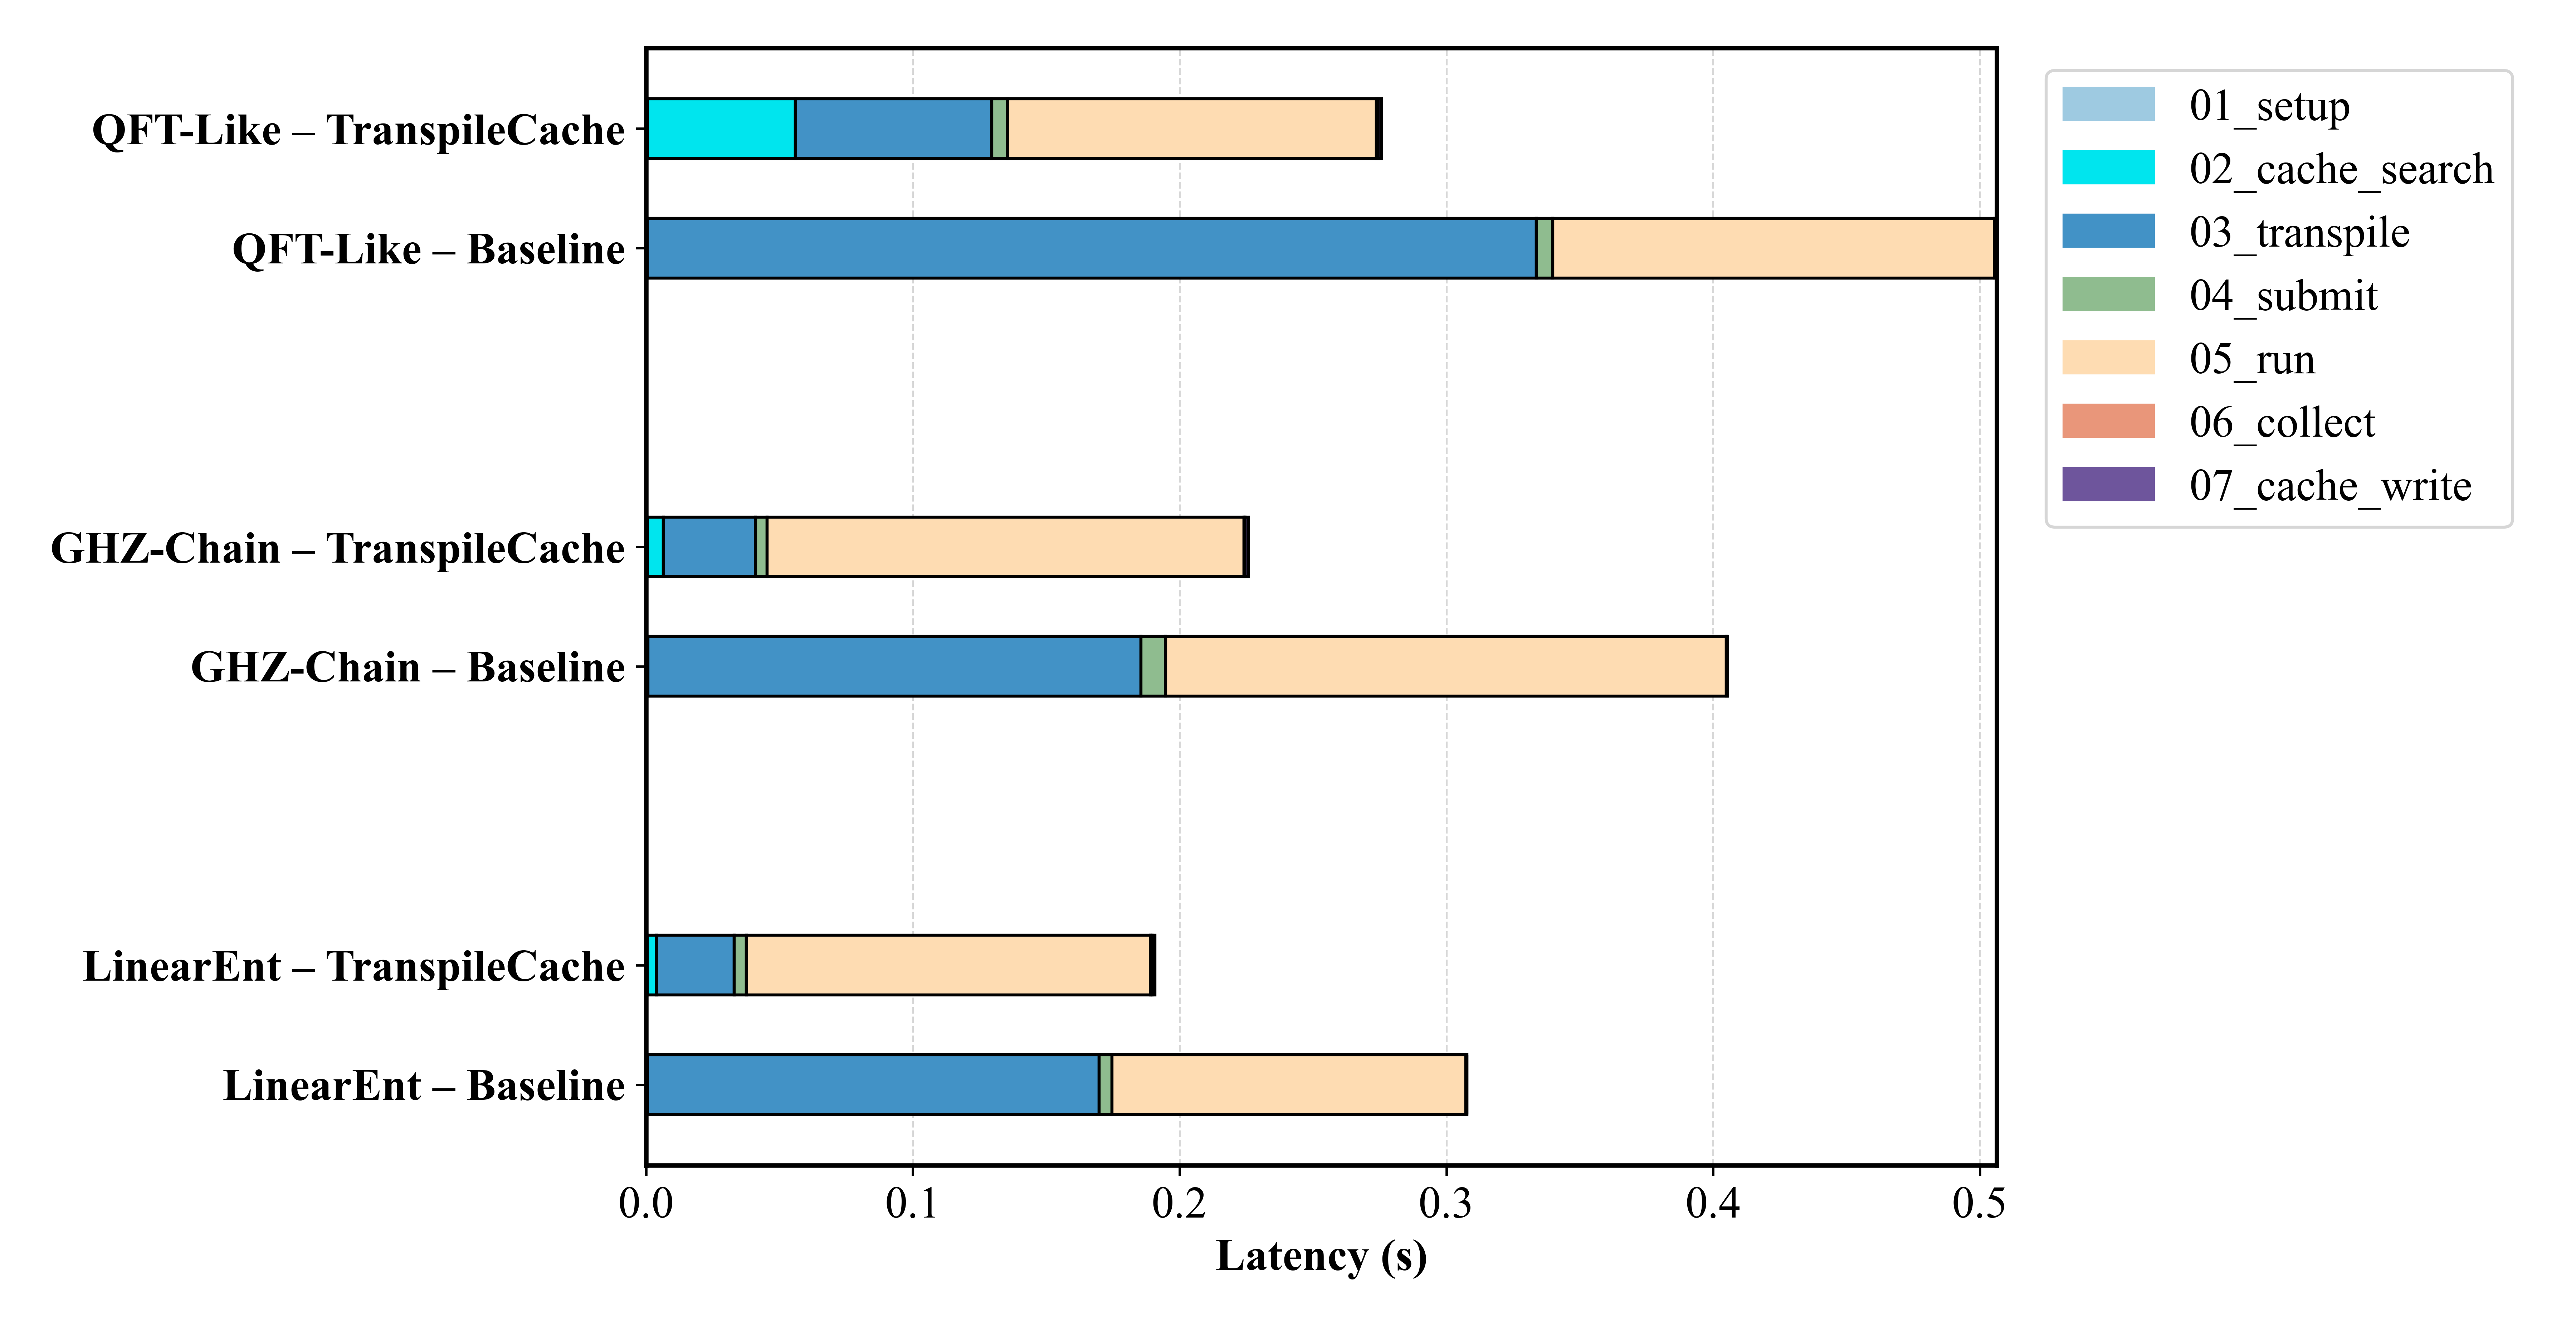 QFT-Like – TranspileCache
QFT-Like – Baseline
GHZ-Chain – TranspileCache
GHZ-Chain – Baseline
LinearEnt – TranspileCache
LinearEnt – Baseline
0.0 0.1 0.2 0.3 0.4 0.5
Latency (s)
01_setup
02_cache_search
03_transpile
04_submit
05_run
06_collect
07_cache_write